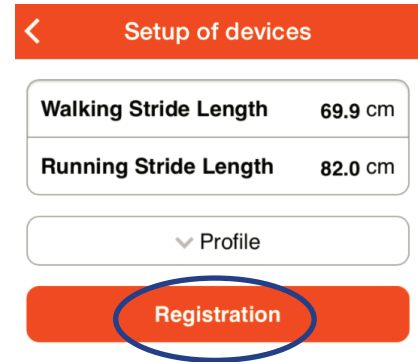 Setup of devices
Walking Stride Length 69.9 cm
Running Stride Length 82.0 cm
Profile
Registration